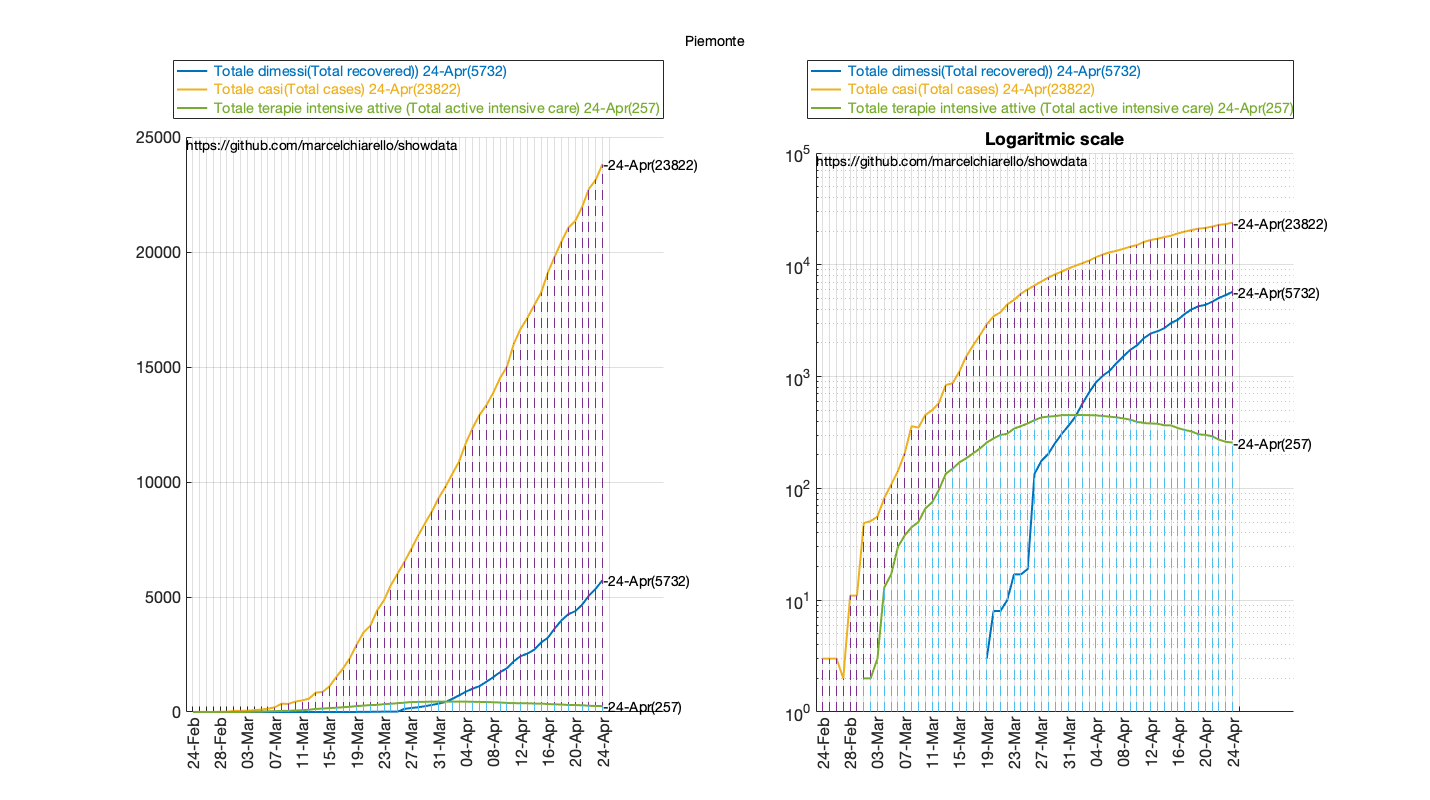 Piemonte
Totale dimessi(Total recovered)) 24-Apr(5732)
Totale casi(Total cases) 24-Apr(23822)
Totale terapie intensive attive (Total active intensive care) 24-Apr(257)
25000
https://github.com/marcelchiarello/showdata
-24-Apr(23822)
20000
15000
10000
5000
-24-Apr(5732)
0
-24-Apr(257)
24-Feb
28-Feb
03-Mar
07-Mar
11-Mar
15-Mar
19-Mar
23-Mar
27-Mar
31-Mar
04-Apr
08-Apr
12-Apr
16-Apr
20-Apr
24-Apr
Totale dimessi(Total recovered)) 24-Apr(5732)
Totale casi(Total cases) 24-Apr(23822)
Totale terapie intensive attive (Total active intensive care) 24-Apr(257)
Logaritmic scale
10^5
https://github.com/marcelchiarello/showdata
-24-Apr(23822)
10^4
-24-Apr(5732)
10^3
-24-Apr(257)
10^2
10^1
10^0
24-Feb
28-Feb
03-Mar
07-Mar
11-Mar
15-Mar
19-Mar
23-Mar
27-Mar
31-Mar
04-Apr
08-Apr
12-Apr
16-Apr
20-Apr
24-Apr